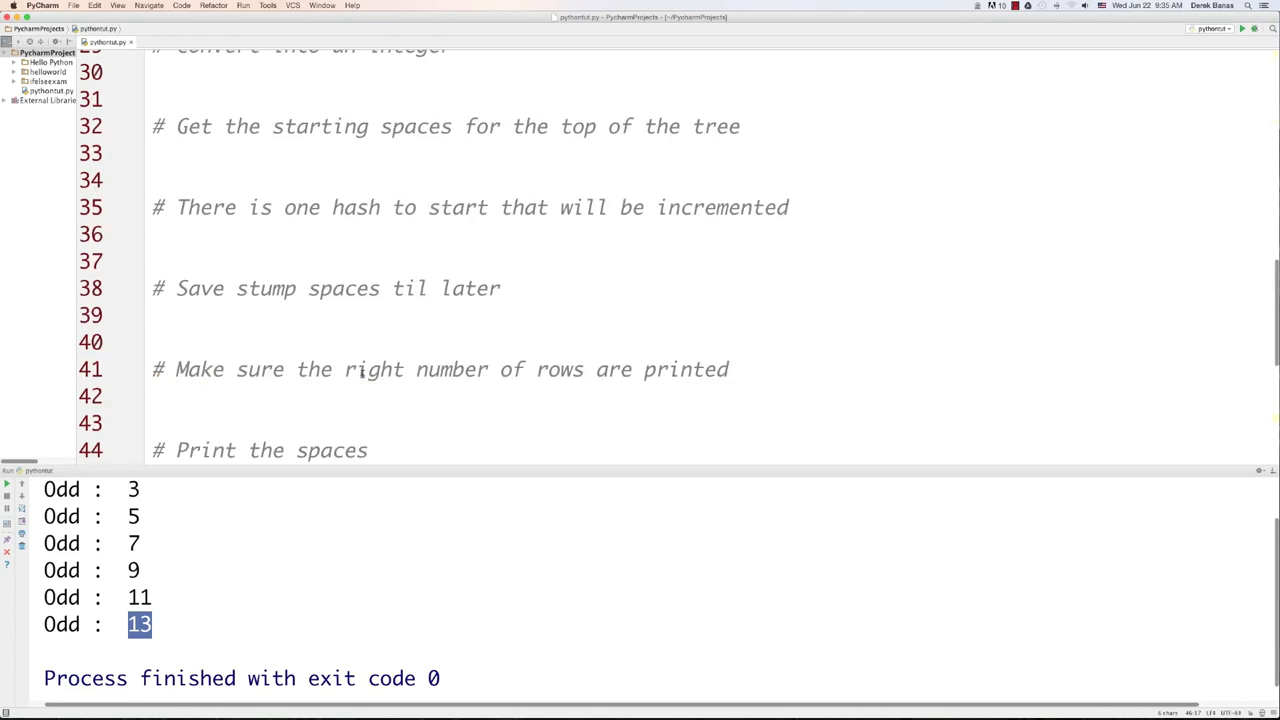 PyCharm File Edit View Navigate Code Refactor Run Tools VCS Window Help 10 Wed Jun 22 9:35 AM Derek Banas
pythontut.py - PycharmProjects - [~/PycharmProjects]
PycharmProjects pythontut.py pythontut
pythontut.py
PycharmProject
Hello Python
helloworld
ifelseexam
pythontut.py
External Librarie
29 # Convert into an integer
30
31
32 # Get the starting spaces for the top of the tree
33
34
35 # There is one hash to start that will be incremented
36
37
38 # Save stump spaces til later
39
40
41 # Make sure the right number of rows are printed
42
43
44 # Print the spaces
Run pythontut
Odd : 3
Odd : 5
Odd : 7
Odd : 9
Odd : 11
Odd : 13
Process finished with exit code 0
6 chars 46:17 LF÷ UTF-8÷